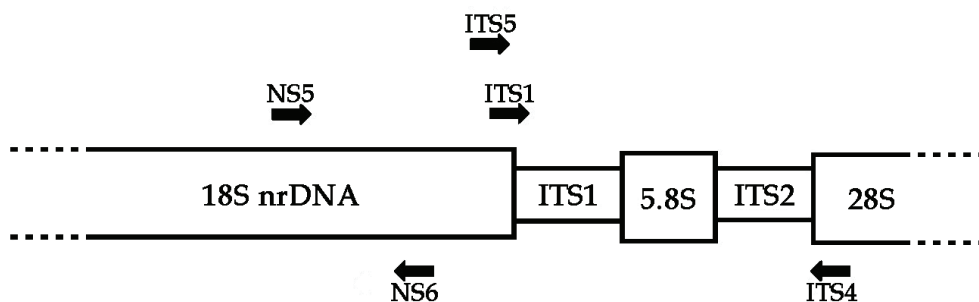 ITS5
NS5
ITS1
18S nrDNA
ITS1
5.8S
ITS2
28S
NS6
ITS4